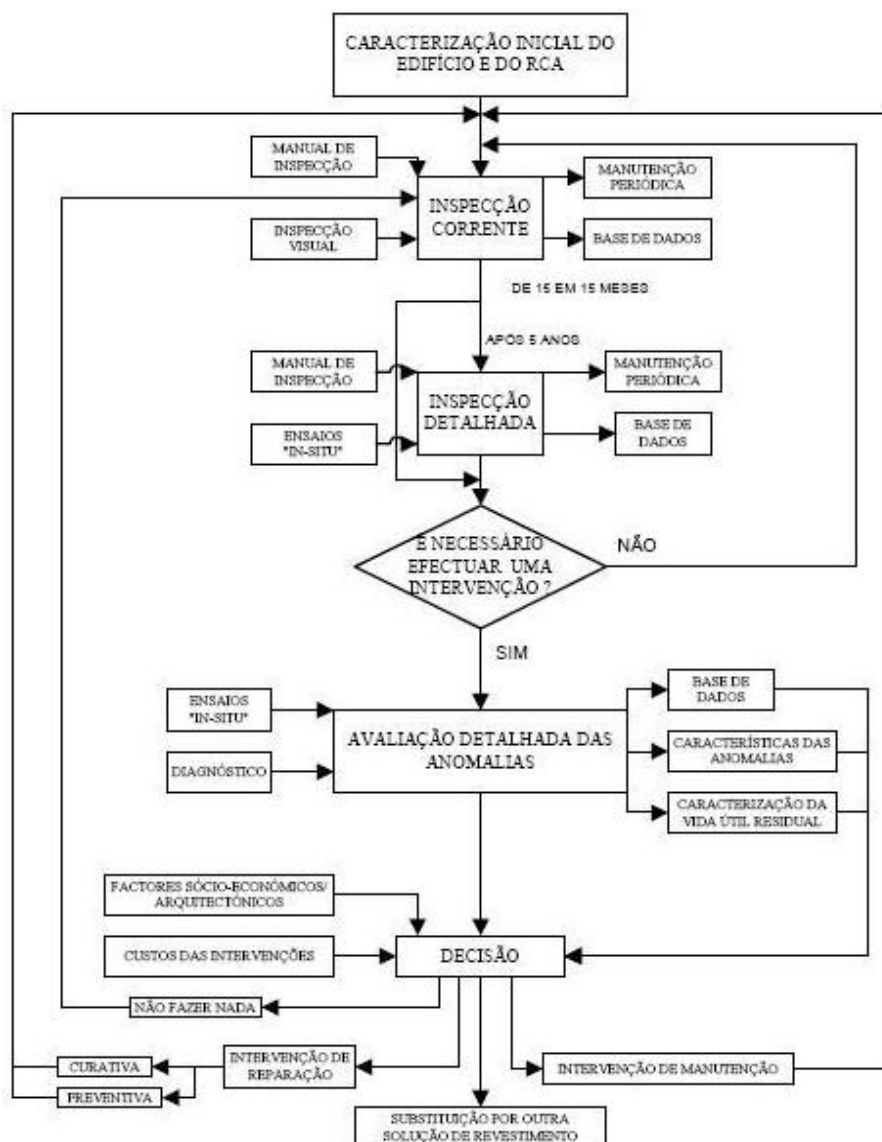 CARACTERIZAÇÃO INICIAL DO
EDIFÍCIO E DO RCA
MANUAL DE
INSPECÇÃO
MANUTENÇÃO
PERIÓDICA
INSPECÇÃO
CORRENTE
INSPECÇÃO
VISUAL
BASE DE DADOS
DE 15 EM 15 MESES
APÓS 5 ANOS
MANUAL DE
INSPECÇÃO
MANUTENÇÃO
PERIÓDICA
INSPECÇÃO
DETALHADA
ENSAIOS
"IN-SITU"
BASE DE
DADOS
É NECESSÁRIO
EFECTUAR UMA
INTERVENÇÃO ?
NÃO
SIM
ENSAIOS
"IN-SITU"
BASE DE
DADOS
AVALIAÇÃO DETALHADA DAS
ANOMALIAS
CARACTERÍSTICAS DAS
ANOMALIAS
DIAGNÓSTICO
CARACTERIZAÇÃO DA
VIDA ÚTIL RESIDUAL
FACTORES SÓCIO-ECONÓMICOS/
ARQUITECTÓNICOS
CUSTOS DAS INTERVENÇÕES
DECISÃO
NÃO FAZER NADA
CURATIVA
INTERVENÇÃO DE
REPARAÇÃO
INTERVENÇÃO DE MANUTENÇÃO
PREVENTIVA
SUBSTITUIÇÃO POR OUTRA
SOLUÇÃO DE REVESTIMENTO